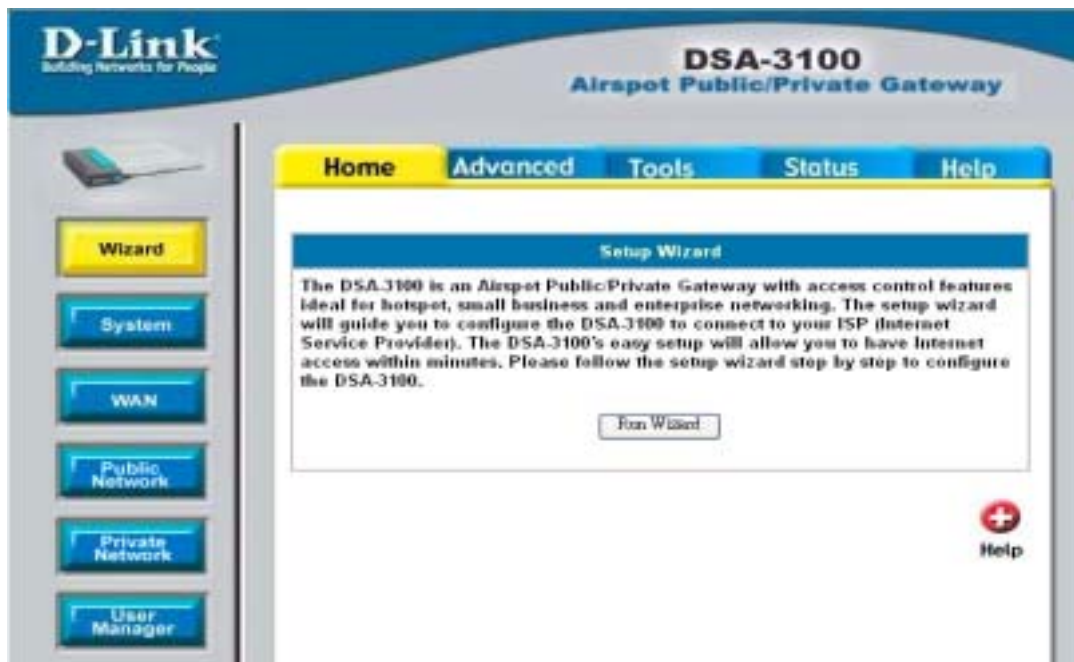 D-Link
Building Networks for People
DSA-3100
Airspot Public/Private Gateway
Home
Advanced
Tools
Status
Help
Wizard
System
WAN
Public
Network
Private
Network
User
Manager
Setup Wizard
The DSA-3100 is an Airspot Public/Private Gateway with access control features
ideal for hotspot, small business and enterprise networking. The setup wizard
will guide you to configure the DSA-3100 to connect to your ISP (Internet
Service Provider). The DSA-3100's easy setup will allow you to have Internet
access within minutes. Please follow the setup wizard step by step to configure
the DSA-3100.
Run Wizard
Help